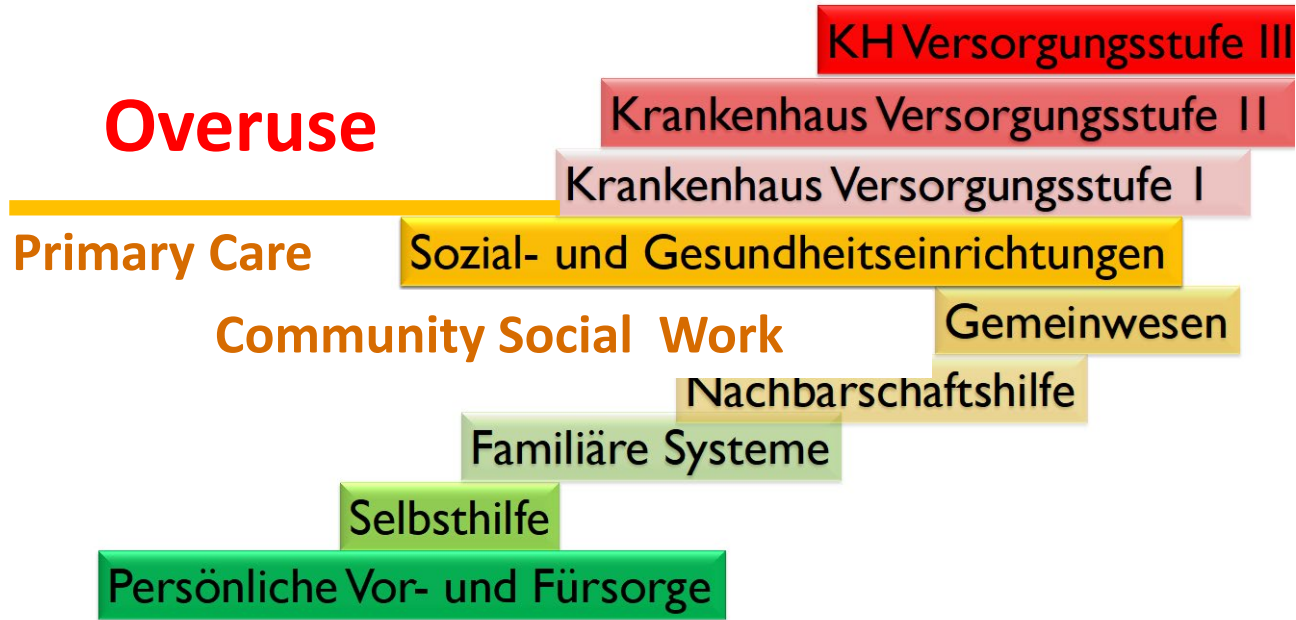 KH Versorgungsstufe III
Overuse
Krankenhaus Versorgungsstufe II
Krankenhaus Versorgungsstufe I
Primary Care
Sozial- und Gesundheitseinrichtungen
Community Social Work
Gemeinwesen
Nachbarschaftshilfe
Familiäre Systeme
Selbsthilfe
Persönliche Vor- und Fürsorge